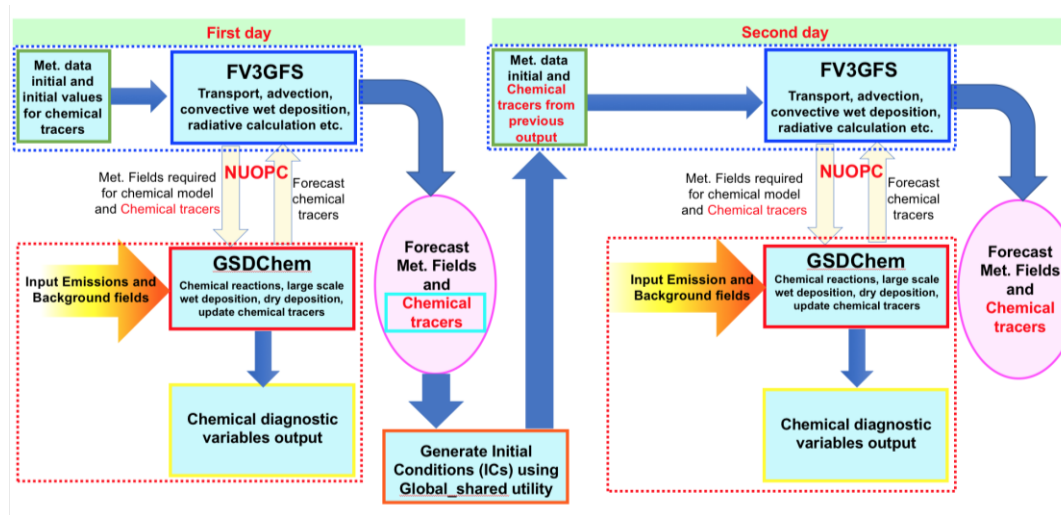 First day
Met. data
initial and
initial values
for chemical
tracers
FV3GFS
Transport, advection,
convective wet deposition,
radiative calculation etc.
Met. Fields required
for chemical model
and Chemical tracers
NUOPC
Forecast
chemical
tracers
Input Emissions and
Background fields
GSDChem
Chemical reactions, large scale
wet deposition, dry deposition,
update chemical tracers
Chemical diagnostic
variables output
Forecast
Met. Fields
and
Chemical
tracers
Generate Initial
Conditions (ICs) using
Global_shared utility
Second day
Met. data
initial and
Chemical
tracers from
previous
output
FV3GFS
Transport, advection,
convective wet deposition,
radiative calculation etc.
Met. Fields required
for chemical model
and Chemical tracers
NUOPC
Forecast
chemical
tracers
Input Emission and
Background fields
GSDChem
Chemical reactions, large scale
wet deposition, dry deposition,
update chemical tracers
Chemical diagnostic
variables output
Forecast
Met. Fields
and
Chemical
tracers